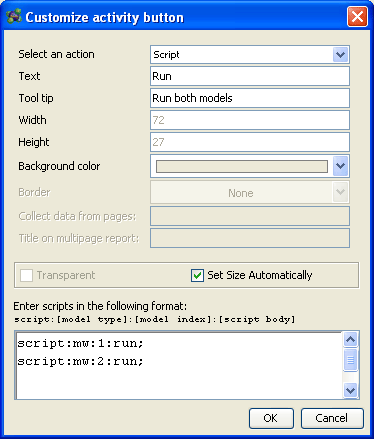 Customize activity button
Select an action Script
Text Run
Tool tip Run both models
Width 72
Height 27
Background color
Border None
Collect data from pages:
Title on multipage report:
Transparent Set Size Automatically
Enter scripts in the following format:
script:[model type]:[model index]:[script body]
script:mw:1:run;
script:mw:2:run;
OK Cancel